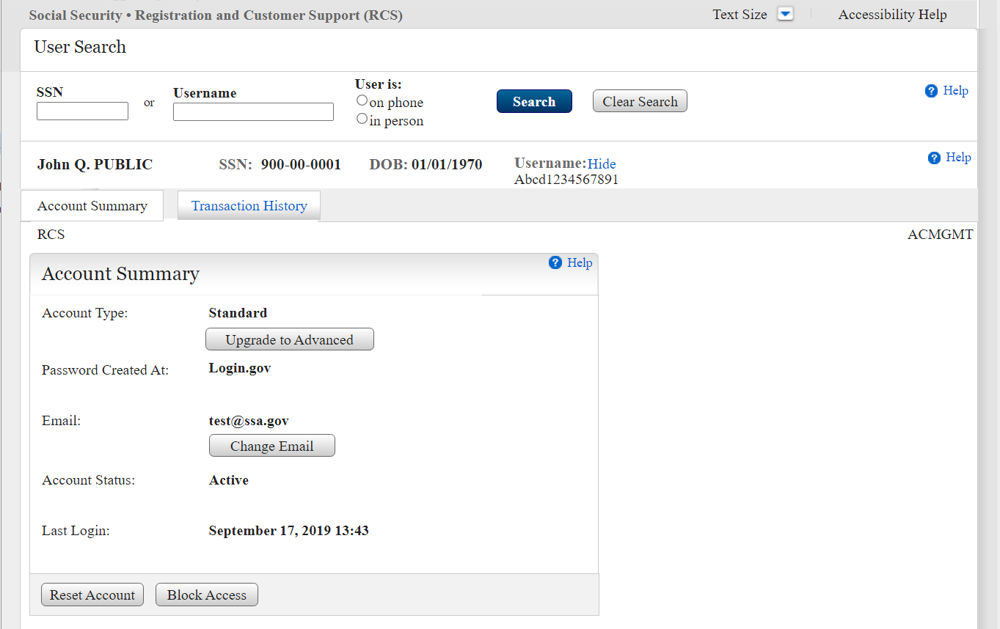 Social Security • Registration and Customer Support (RCS) Text Size Accessibility Help
User Search
SSN or Username User is:
on phone
in person
Search Clear Search Help
John Q. PUBLIC SSN: 900-00-0001 DOB: 01/01/1970 Username:Hide Help
Abcd1234567891
Account Summary Transaction History
RCS ACMGMT
Account Summary Help
Account Type: Standard
Upgrade to Advanced
Password Created At: Login.gov
Email: test@ssa.gov
Change Email
Account Status: Active
Last Login: September 17, 2019 13:43
Reset Account Block Access